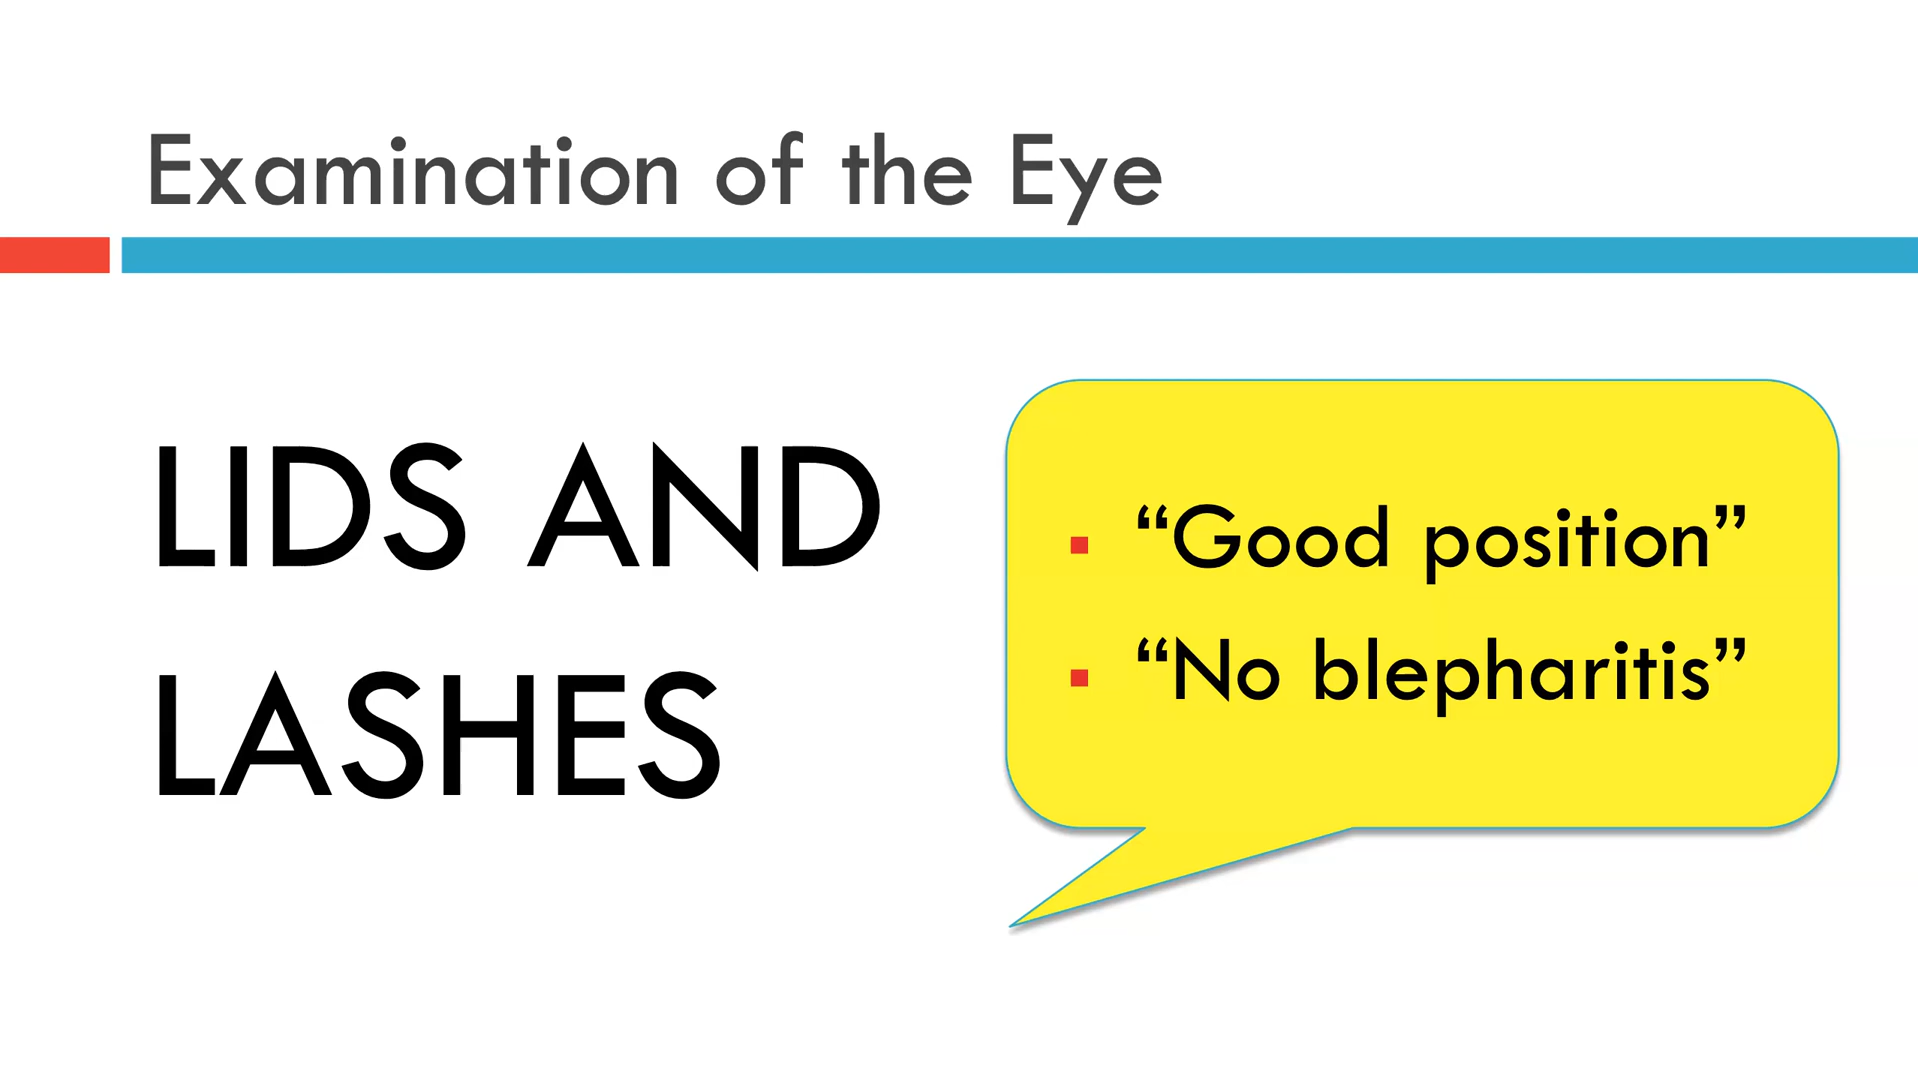 Examination of the Eye
LIDS AND
LASHES
“Good position”
“No blepharitis”